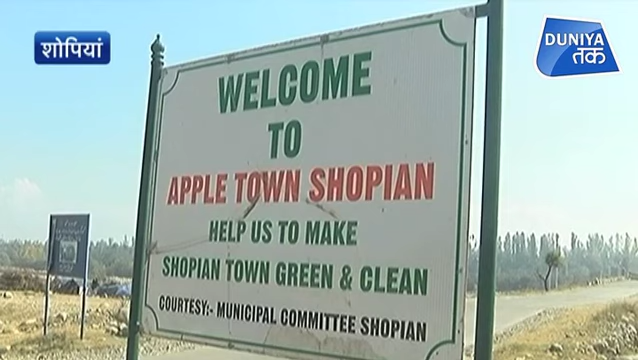 शोपियां
DUNIYA
तक
WELCOME
TO
APPLE TOWN SHOPIAN
HELP US TO MAKE
SHOPIAN TOWN GREEN & CLEAN
COURTESY:- MUNICIPAL COMMITTEE SHOPIAN